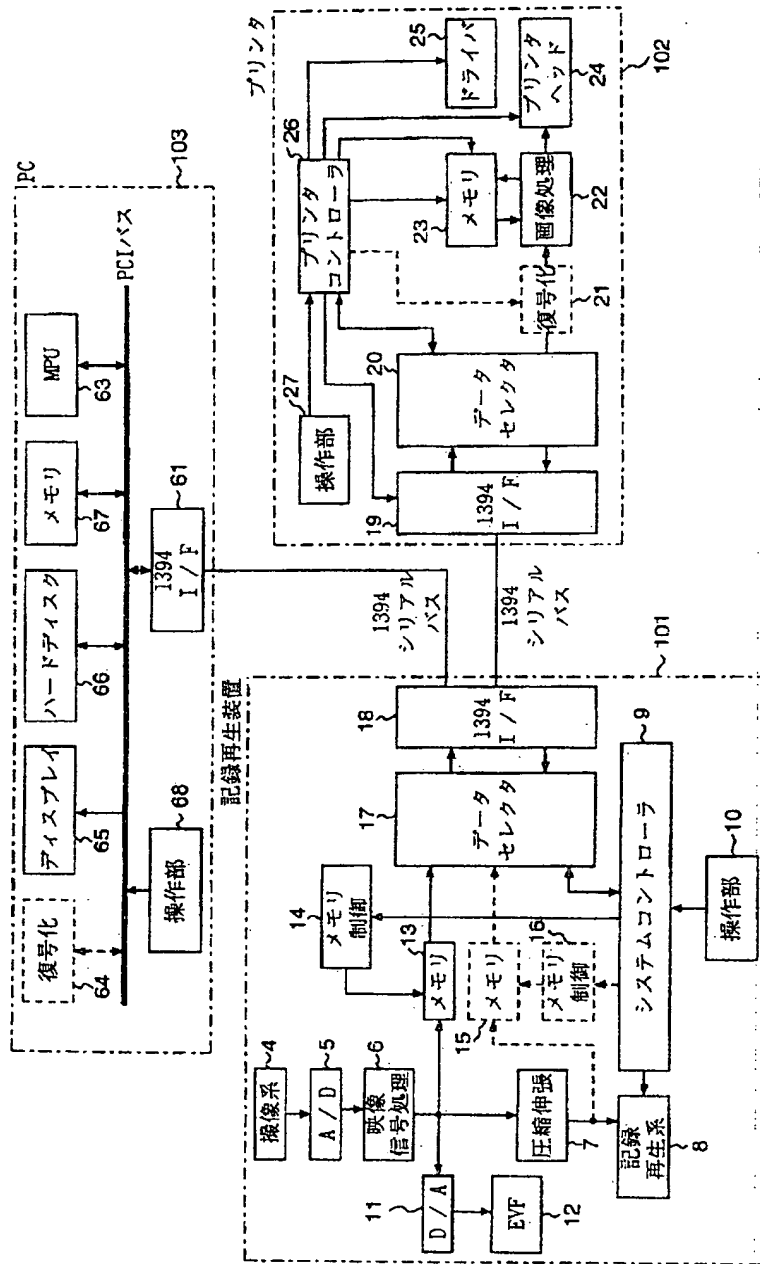 PC
103
復号化
64
ディスプレイ
65
ハードディスク
66
メモリ
67
MPU
63
PCIバス
操作部
68
1394
I/F
61
1394
シリアル
バス
1394
シリアル
バス
記録再生装置
101
撮像系
4
A/D
5
映像
信号処理
6
D/A
11
EVF
12
圧縮伸張
7
記録
再生系
8
メモリ
制御
14
メモリ
13
メモリ
15
メモリ
制御
16
データ
セレクタ
17
1394
I/F
18
システムコントローラ
9
操作部
10
プリンタ
102
操作部
27
プリンタ
コントローラ
26
ドライバ
25
1394
I/F
19
データ
セレクタ
20
復号化
21
メモリ
23
画像処理
22
プリンタ
ヘッド
24